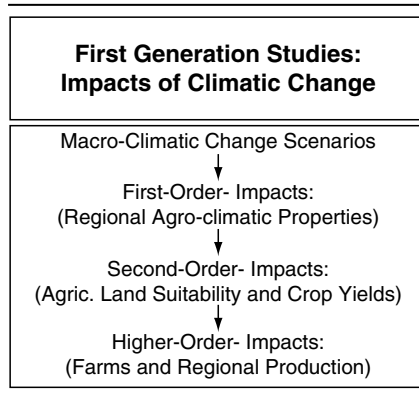 First Generation Studies:
Impacts of Climatic Change
Macro-Climatic Change Scenarios
First-Order- Impacts:
(Regional Agro-climatic Properties)
Second-Order- Impacts:
(Agric. Land Suitability and Crop Yields)
Higher-Order- Impacts:
(Farms and Regional Production)